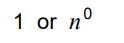 1 or n⁰